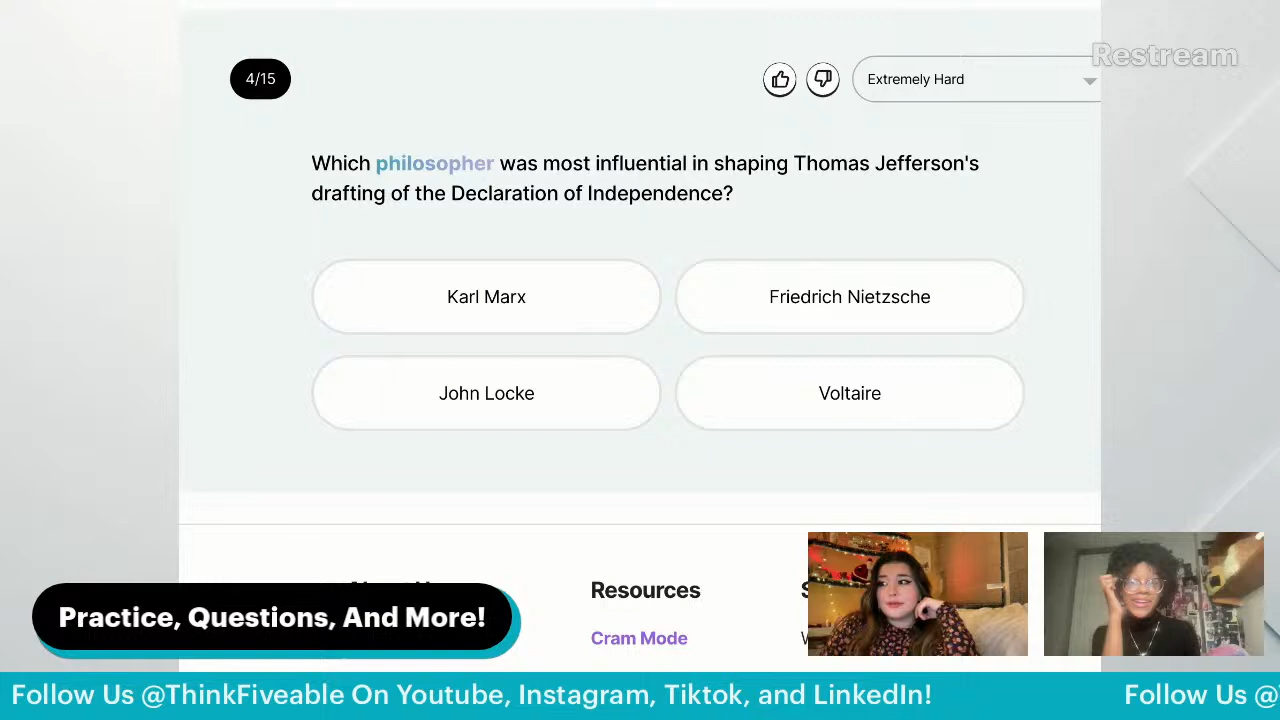 Restream
4/15
Extremely Hard
Which philosopher was most influential in shaping Thomas Jefferson's
drafting of the Declaration of Independence?
Karl Marx
Friedrich Nietzsche
John Locke
Voltaire
Resources
Cram Mode
Practice, Questions, And More!
Follow Us @ThinkFiveable On Youtube, Instagram, Tiktok, and LinkedIn!
Follow Us